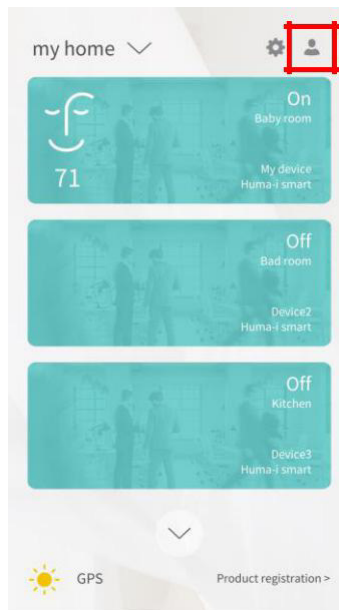 my home
On
Baby room
71
My device
Huma-i smart
Off
Bad room
Device2
Huma-i smart
Off
Kitchen
Device3
Huma-i smart
GPS
Product registration >